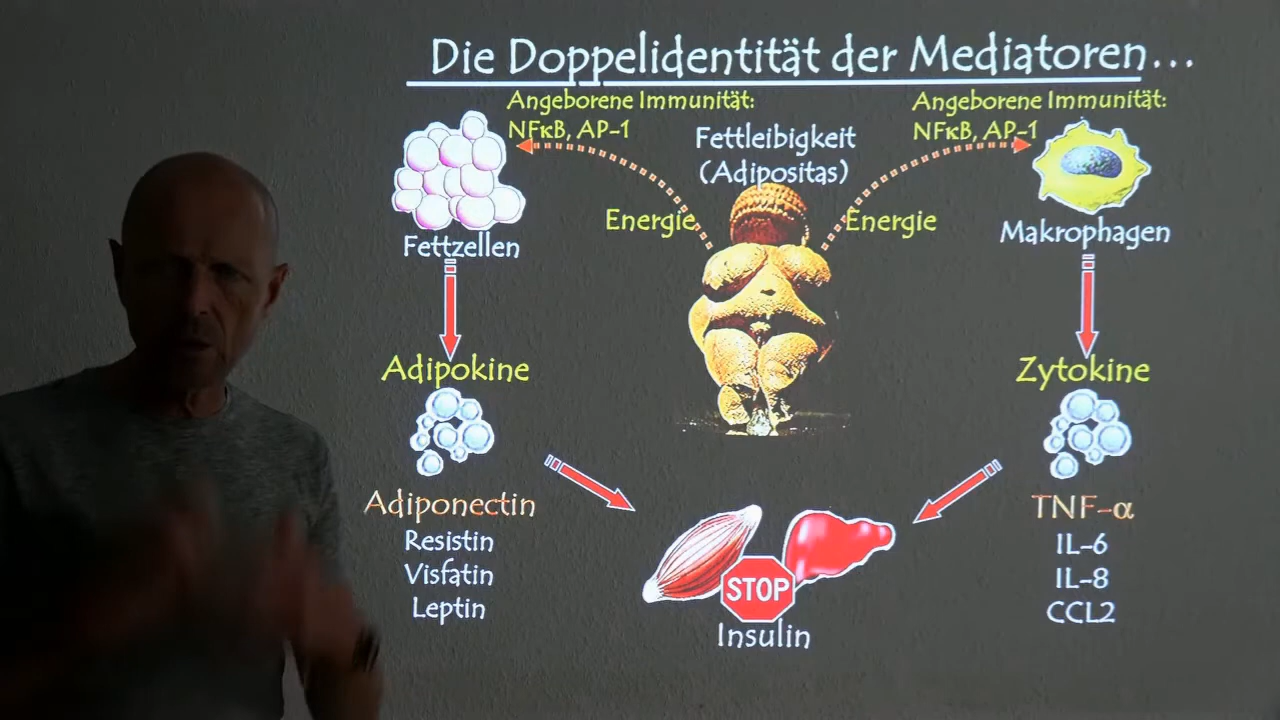 Die Doppelidentität der Mediatoren...
Angeborene Immunität:
NFκB, AP-1
Angeborene Immunität:
NFκB, AP-1
Fettleibigkeit
(Adipositas)
Energie
Energie
Fettzellen
Makrophagen
Adipokine
Zytokine
Adiponectin
Resistin
Visfatin
Leptin
TNF-α
IL-6
IL-8
CCL2
STOP
Insulin